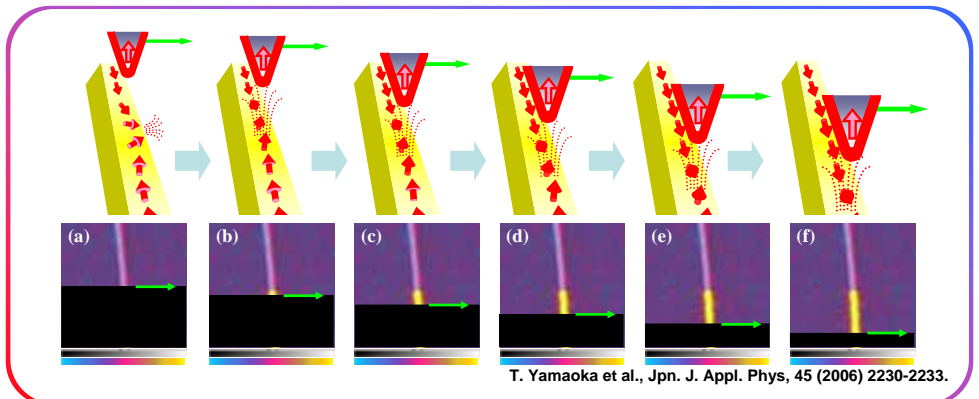 (a) (b) (c) (d) (e) (f)
T. Yamaoka et al., Jpn. J. Appl. Phys, 45 (2006) 2230-2233.